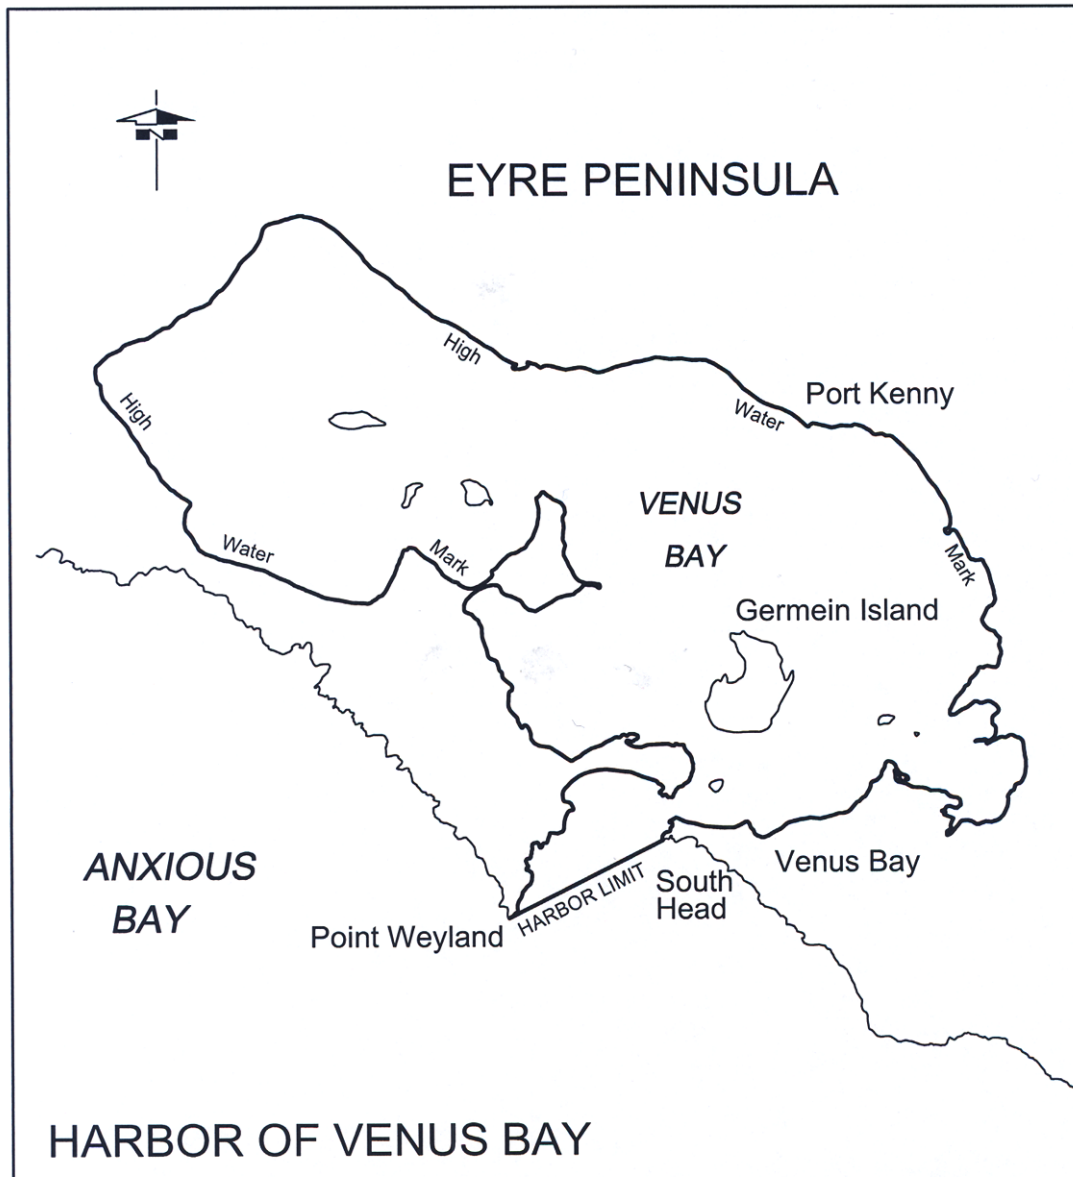 N
EYRE PENINSULA
High
High
Water
Port Kenny
VENUS
BAY
Water
Mark
Mark
Germein Island
ANXIOUS
BAY
Venus Bay
South
Head
HARBOR LIMIT
Point Weyland
HARBOR OF VENUS BAY